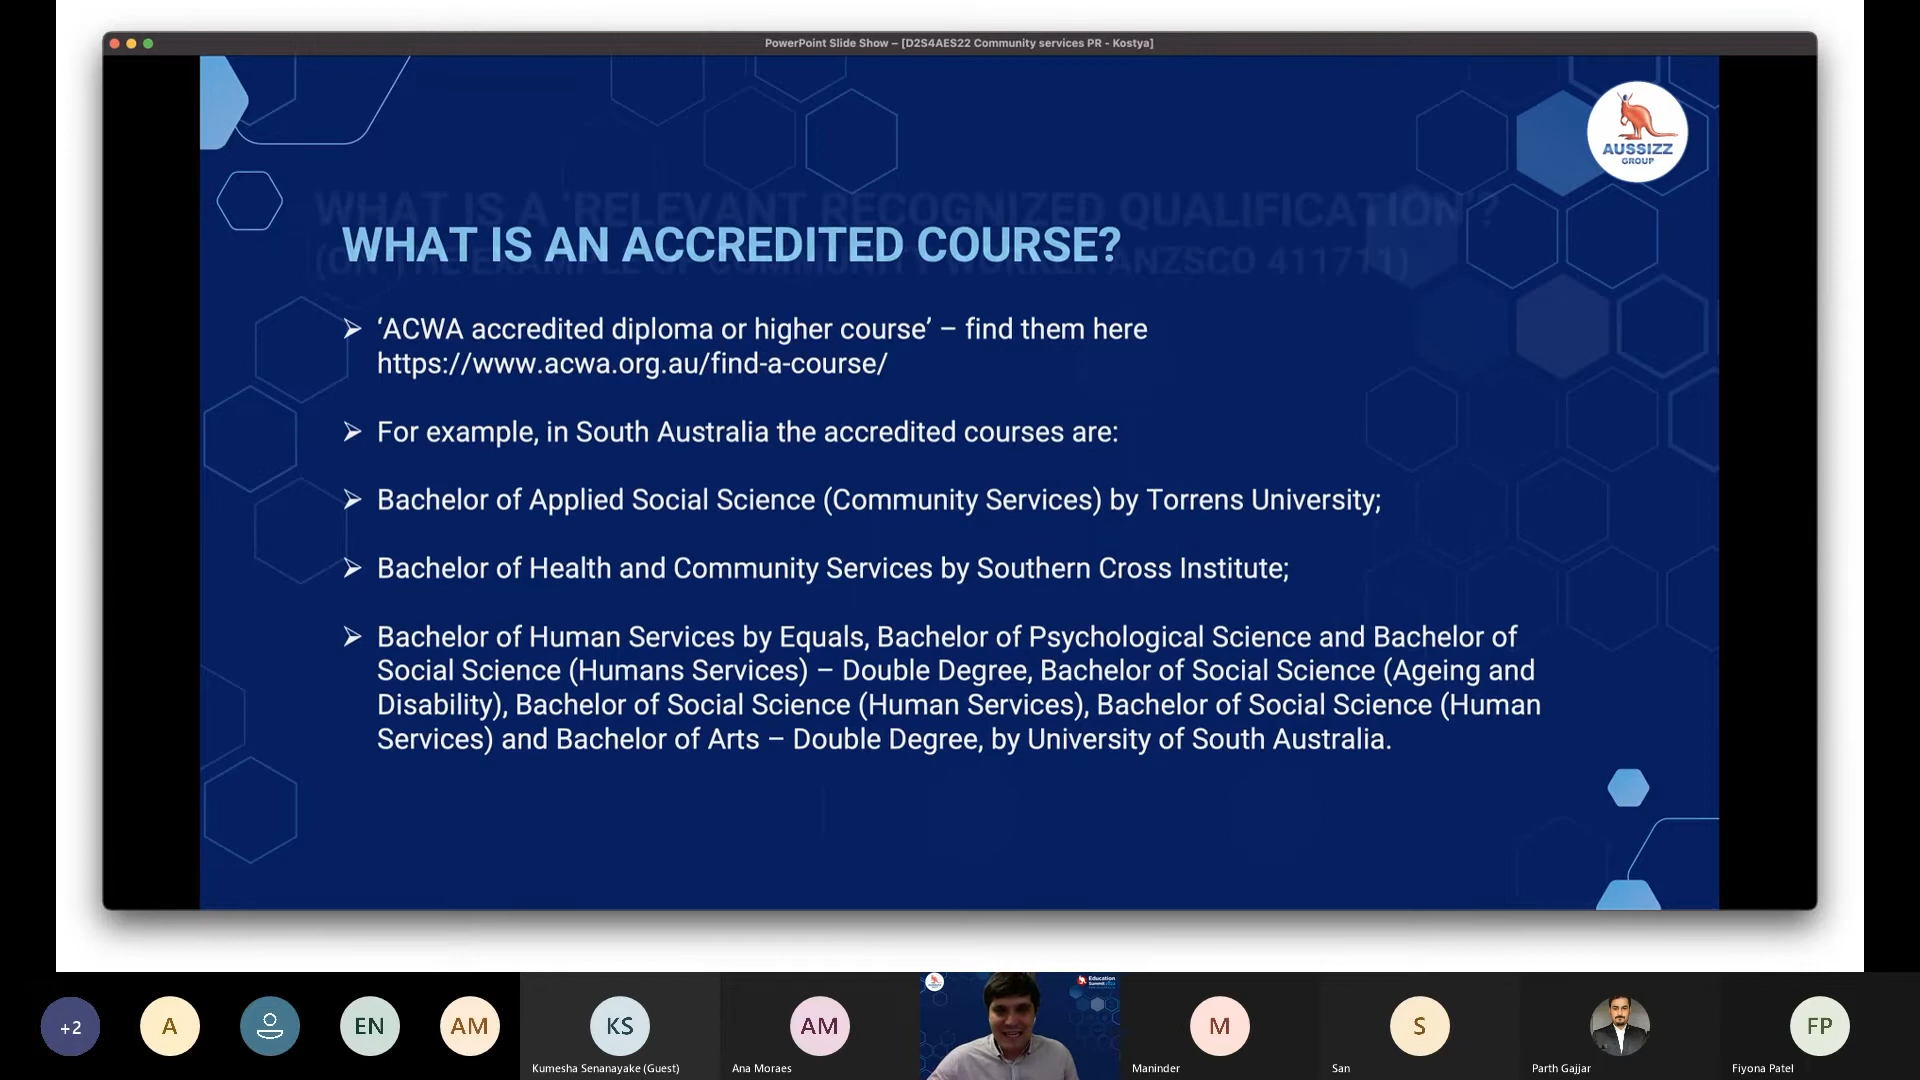 PowerPoint Slide Show – [D2S4AES22 Community services PR - Kostya]
AUSSIZZ
GROUP
WHAT IS A 'RELEVANT RECOGNIZED QUALIFICATION'?
(ON THE EXAMPLE OF COMMUNITY WORKER ANZSCO 411711)
WHAT IS AN ACCREDITED COURSE?
➢ ‘ACWA accredited diploma or higher course’ – find them here
https://www.acwa.org.au/find-a-course/
➢ For example, in South Australia the accredited courses are:
➢ Bachelor of Applied Social Science (Community Services) by Torrens University;
➢ Bachelor of Health and Community Services by Southern Cross Institute;
➢ Bachelor of Human Services by Equals, Bachelor of Psychological Science and Bachelor of
Social Science (Humans Services) – Double Degree, Bachelor of Social Science (Ageing and
Disability), Bachelor of Social Science (Human Services), Bachelor of Social Science (Human
Services) and Bachelor of Arts – Double Degree, by University of South Australia.
+2
A
EN
AM
KS
Kumesha Senanayake (Guest)
AM
Ana Moraes
Education
M
Maninder
S
San
Parth Gajjar
FP
Fiyona Patel